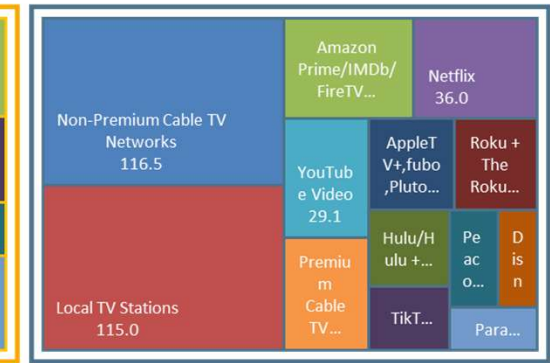 Non-Premium Cable TV
Networks
116.5
Local TV Stations
115.0
Amazon
Prime/IMDb/
FireTV...
Netflix
36.0
YouTub
e Video
29.1
AppleT
V+,fubo
,Pluto...
Roku +
The
Roku...
Premiu
m
Cable
TV...
Hulu/H
ulu +...
Pe
ac
o...
D
is
n
TikT...
Para...